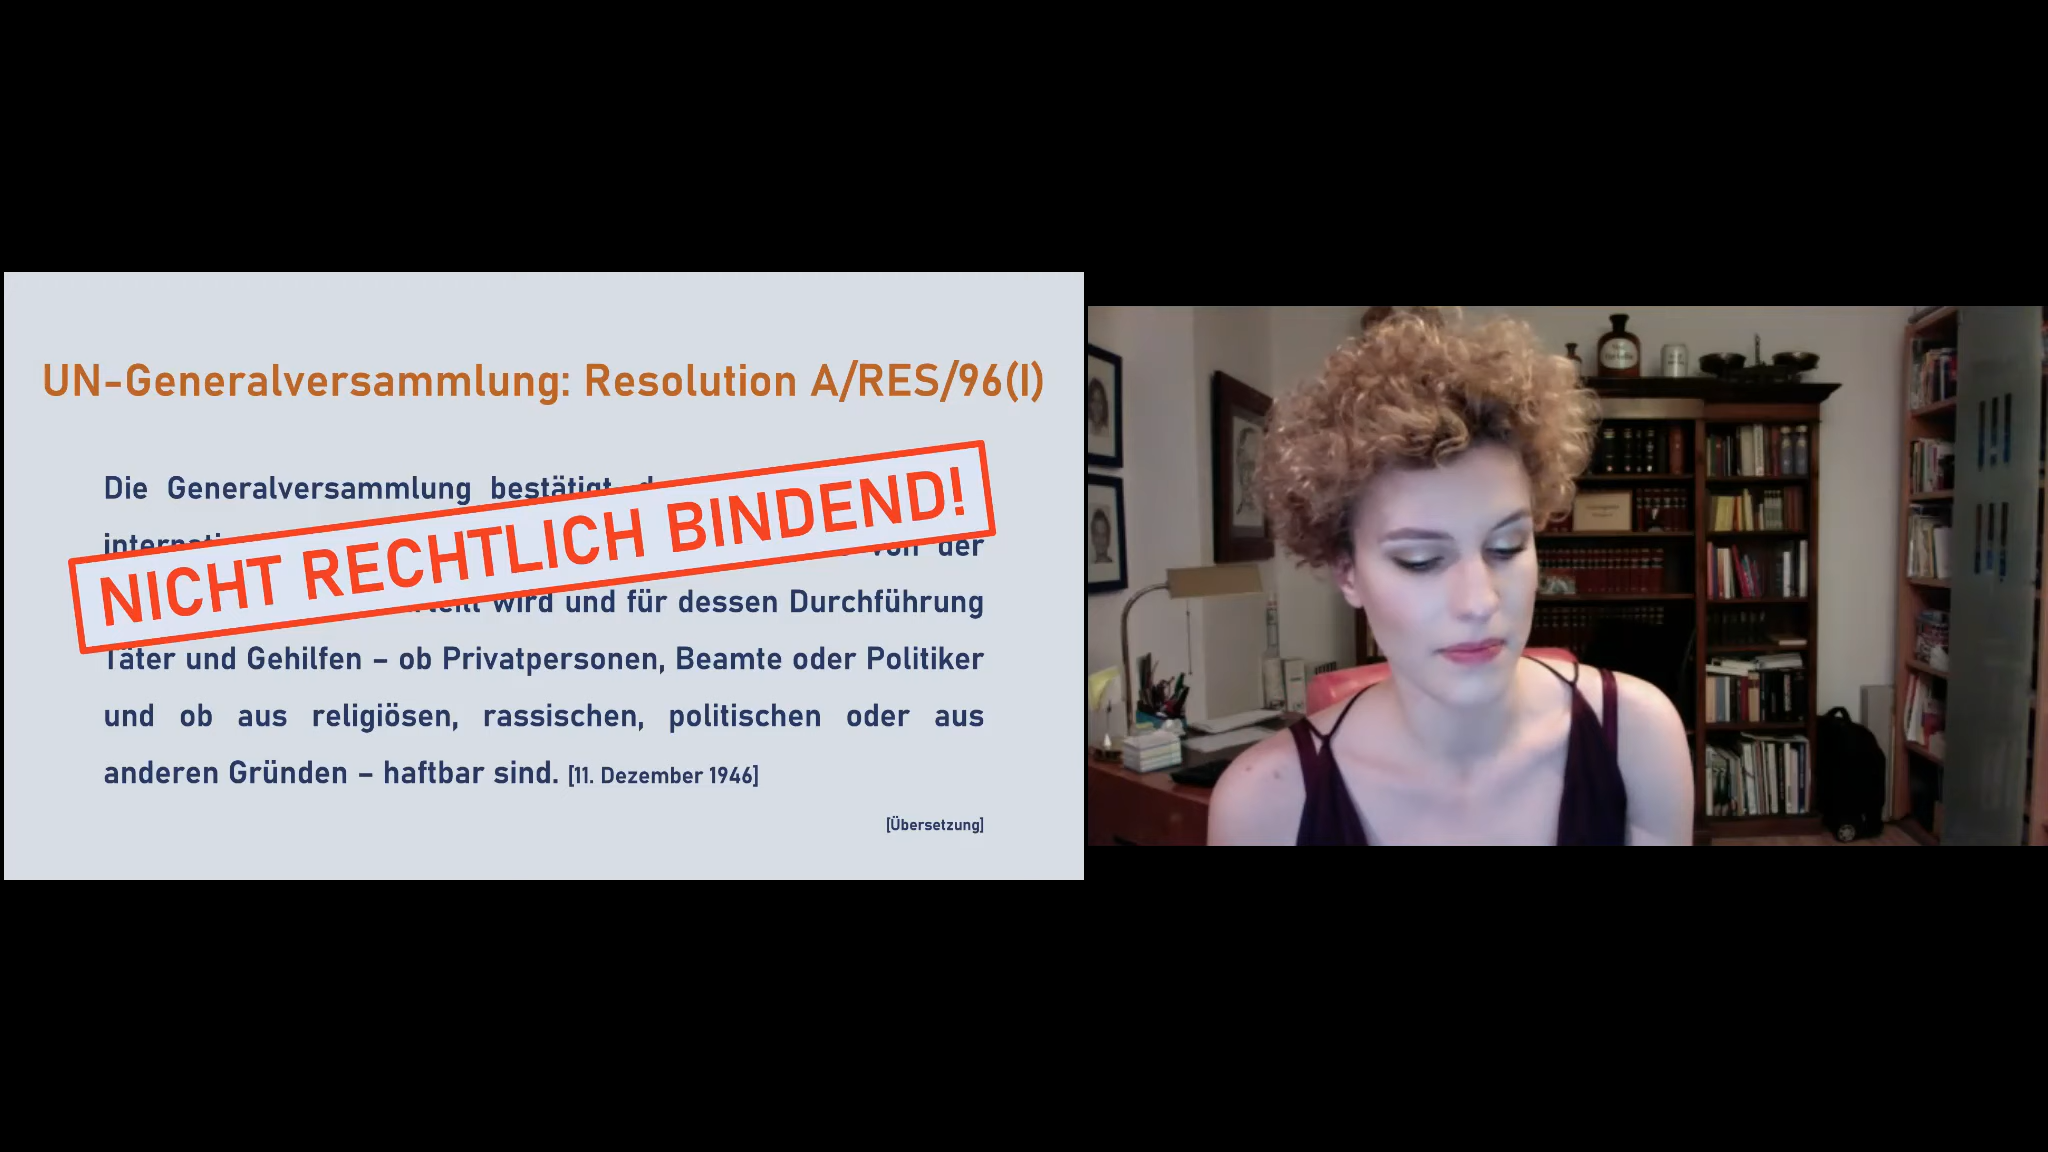 UN-Generalversammlung: Resolution A/RES/96(I)
Die Generalversammlung bestätigt
NICHT RECHTLICH BINDEND!
von der
wird und für dessen Durchführung
Täter und Gehilfen – ob Privatpersonen, Beamte oder Politiker
und ob aus religiösen, rassischen, politischen oder aus
anderen Gründen – haftbar sind. [11. Dezember 1946]
[Übersetzung]